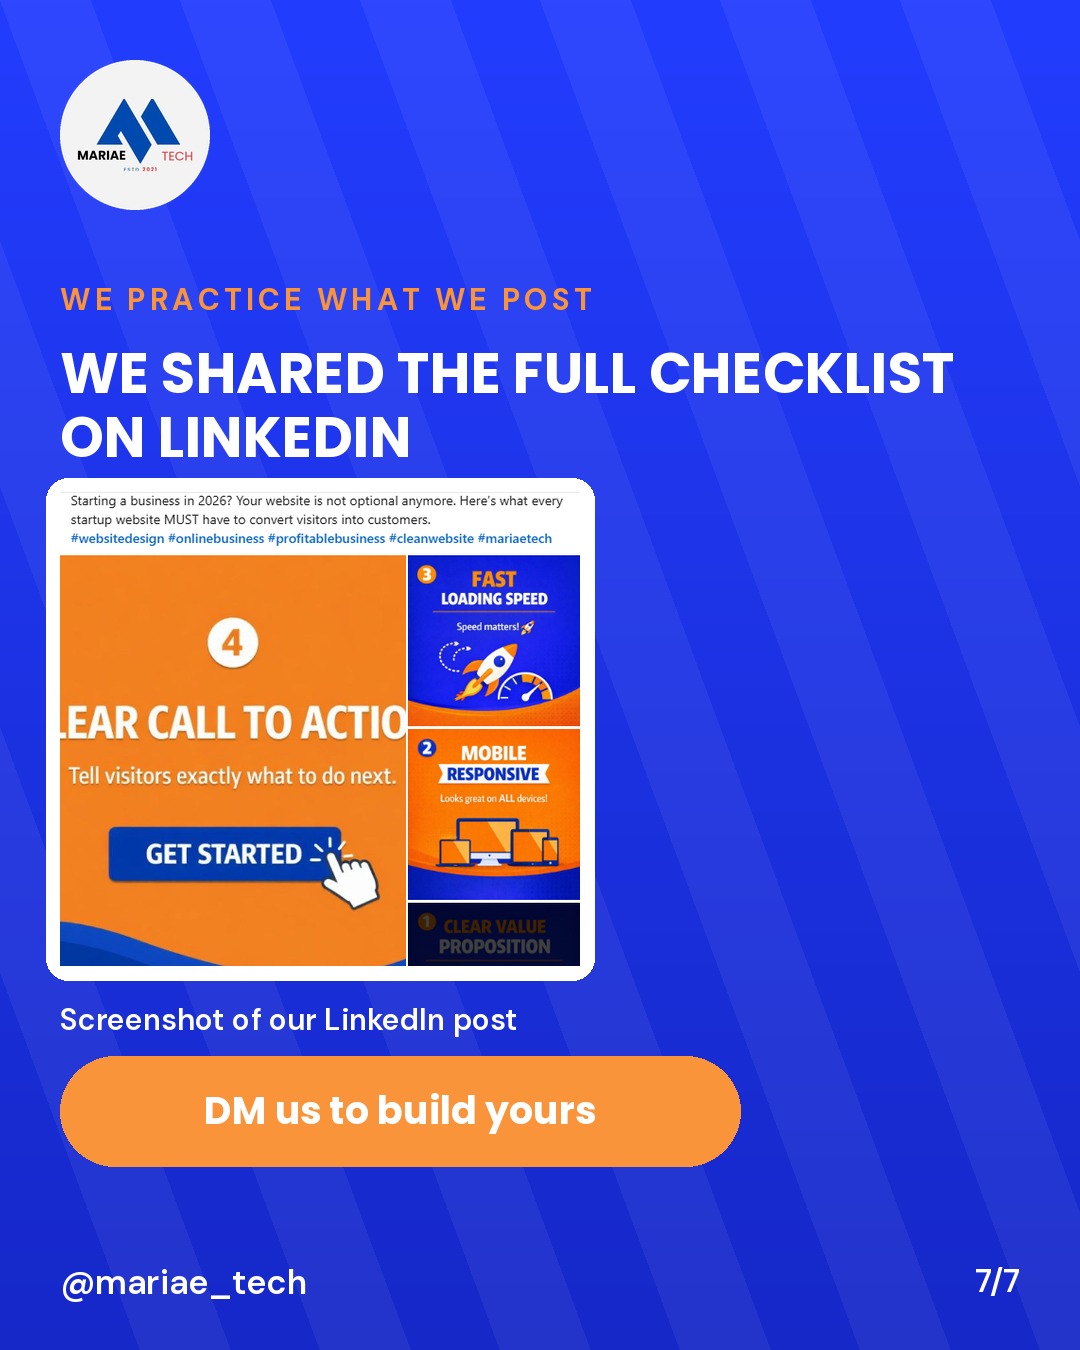 MARIAE TECH
ESTD 2021
WE PRACTICE WHAT WE POST
WE SHARED THE FULL CHECKLIST
ON LINKEDIN
Starting a business in 2026? Your website is not optional anymore. Here's what every
startup website MUST have to convert visitors into customers.
#websitedesign #onlinebusiness #profitablebusiness #cleanwebsite #mariaetech
4
LEAR CALL TO ACTIO
Tell visitors exactly what to do next.
GET STARTED
3
FAST
LOADING SPEED
Speed matters!
2
MOBILE
RESPONSIVE
Looks great on ALL devices!
1
CLEAR VALUE
PROPOSITION
Screenshot of our LinkedIn post
DM us to build yours
@mariae_tech
7/7